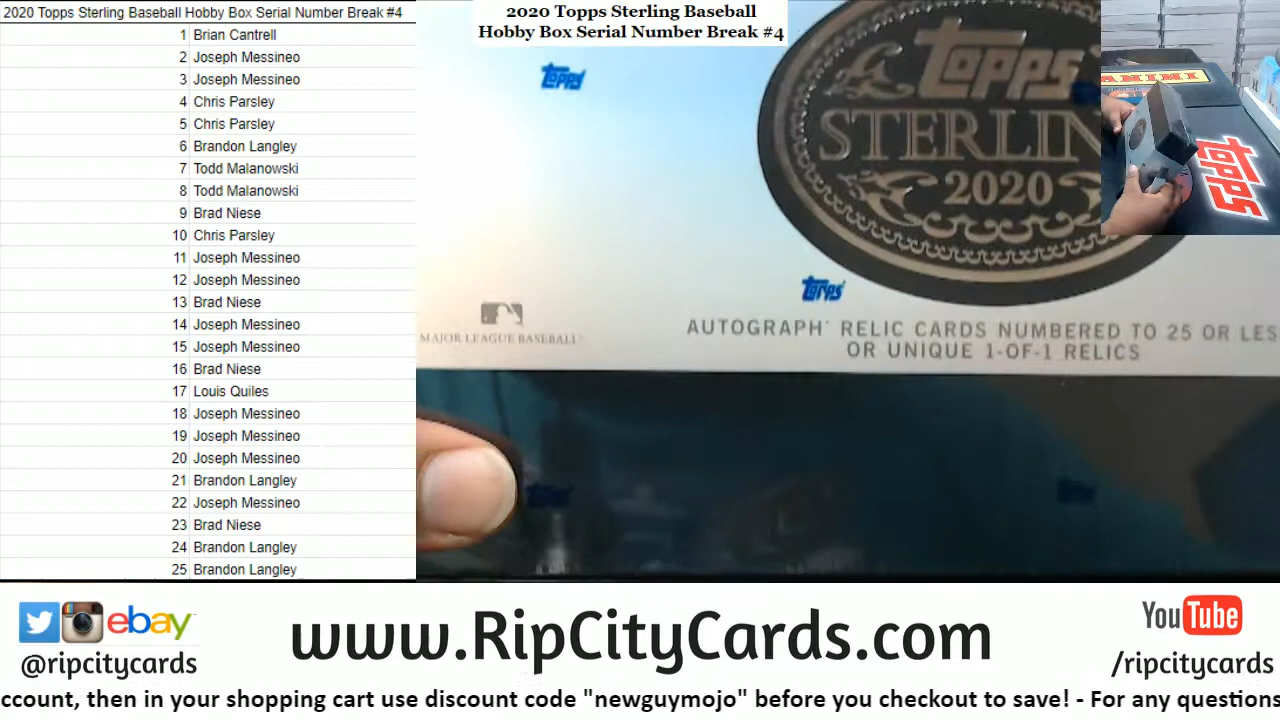 2020 Topps Sterling Baseball Hobby Box Serial Number Break #4
1 Brian Cantrell
2 Joseph Messineo
3 Joseph Messineo
4 Chris Parsley
5 Chris Parsley
6 Brandon Langley
7 Todd Malanowski
8 Todd Malanowski
9 Brad Niese
10 Chris Parsley
11 Joseph Messineo
12 Joseph Messineo
13 Brad Niese
14 Joseph Messineo
15 Joseph Messineo
16 Brad Niese
17 Louis Quiles
18 Joseph Messineo
19 Joseph Messineo
20 Joseph Messineo
21 Brandon Langley
22 Joseph Messineo
23 Brad Niese
24 Brandon Langley
25 Brandon Langley
2020 Topps Sterling Baseball
Hobby Box Serial Number Break #4
Topps
Topps
STERLIN
2020
Topps
MAJOR LEAGUE BASEBALL
AUTOGRAPH RELIC CARDS NUMBERED TO 25 OR LES
OR UNIQUE 1-OF-1 RELICS
PANINI
Topps
ebay
@ripcitycards
www.RipCityCards.com
YouTube
/ripcitycards
ccount, then in your shopping cart use discount code "newguymojo" before you checkout to save! - For any questions